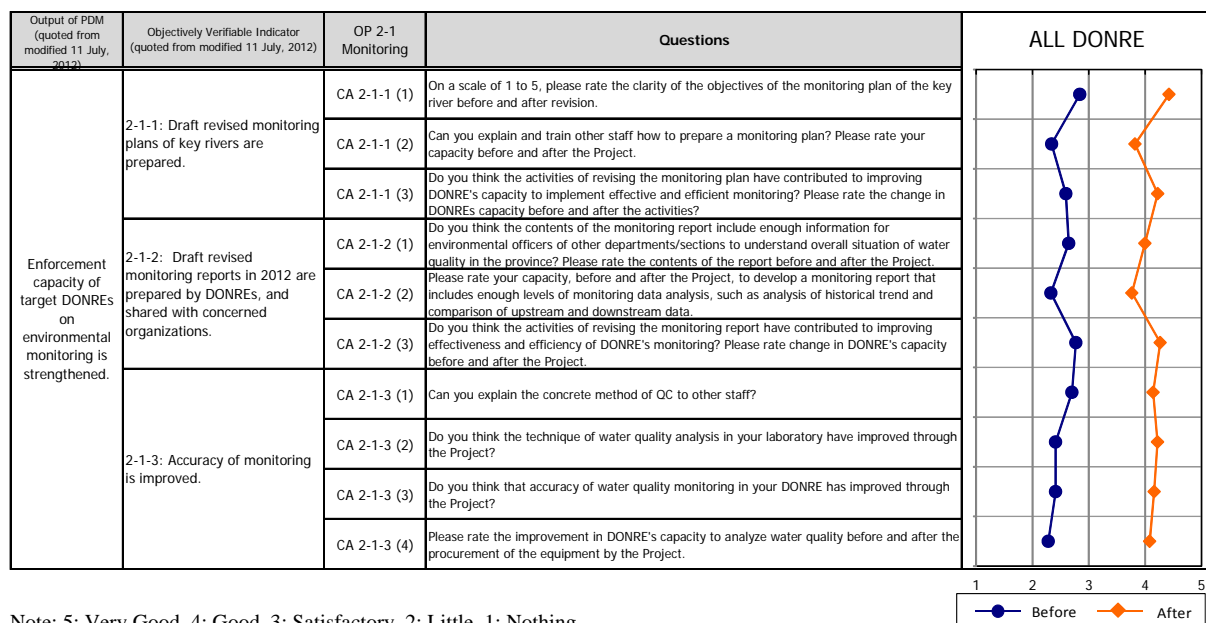 Output of PDM
(quoted from
modified 11 July,
2012)
Objectively Verifiable Indicator
(quoted from modified 11 July, 2012)
OP 2-1
Monitoring
Questions
ALL DONRE
Enforcement
capacity of
target DONREs
on
environmental
monitoring is
strengthened.
2-1-1: Draft revised monitoring
plans of key rivers are
prepared.
CA 2-1-1 (1)
On a scale of 1 to 5, please rate the clarity of the objectives of the monitoring plan of the key
river before and after revision.
CA 2-1-1 (2)
Can you explain and train other staff how to prepare a monitoring plan? Please rate your
capacity before and after the Project.
CA 2-1-1 (3)
Do you think the activities of revising the monitoring plan have contributed to improving
DONRE's capacity to implement effective and efficient monitoring? Please rate the change in
DONREs capacity before and after the activities?
2-1-2: Draft revised
monitoring reports in 2012 are
prepared by DONREs, and
shared with concerned
organizations.
CA 2-1-2 (1)
Do you think the contents of the monitoring report include enough information for
environmental officers of other departments/sections to understand overall situation of water
quality in the province? Please rate the contents of the report before and after the Project.
CA 2-1-2 (2)
Please rate your capacity, before and after the Project, to develop a monitoring report that
includes enough levels of monitoring data analysis, such as analysis of historical trend and
comparison of upstream and downstream data.
CA 2-1-2 (3)
Do you think the activities of revising the monitoring report have contributed to improving
effectiveness and efficiency of DONRE's monitoring? Please rate change in DONRE's capacity
before and after the Project.
2-1-3: Accuracy of monitoring
is improved.
CA 2-1-3 (1)
Can you explain the concrete method of QC to other staff?
CA 2-1-3 (2)
Do you think the technique of water quality analysis in your laboratory have improved through
the Project?
CA 2-1-3 (3)
Do you think that accuracy of water quality monitoring in your DONRE has improved through
the Project?
CA 2-1-3 (4)
Please rate the improvement in DONRE's capacity to analyze water quality before and after the
procurement of the equipment by the Project.
1 2 3 4 5
Before After
Note: 5: Very Good, 4: Good, 3: Satisfactory, 2: Little, 1: Nothing